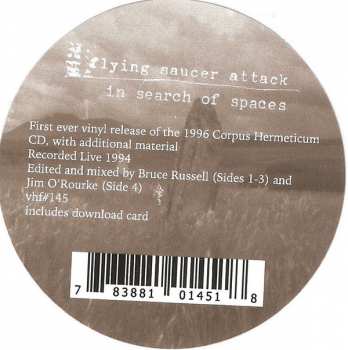 flying saucer attack
in search of spaces
First ever vinyl release of the 1996 Corpus Hermeticum
CD, with additional material
Recorded Live 1994
Edited and mixed by Bruce Russell (Sides 1-3) and
Jim O'Rourke (Side 4)
vhf#145
includes download card
7 83881 01451 8